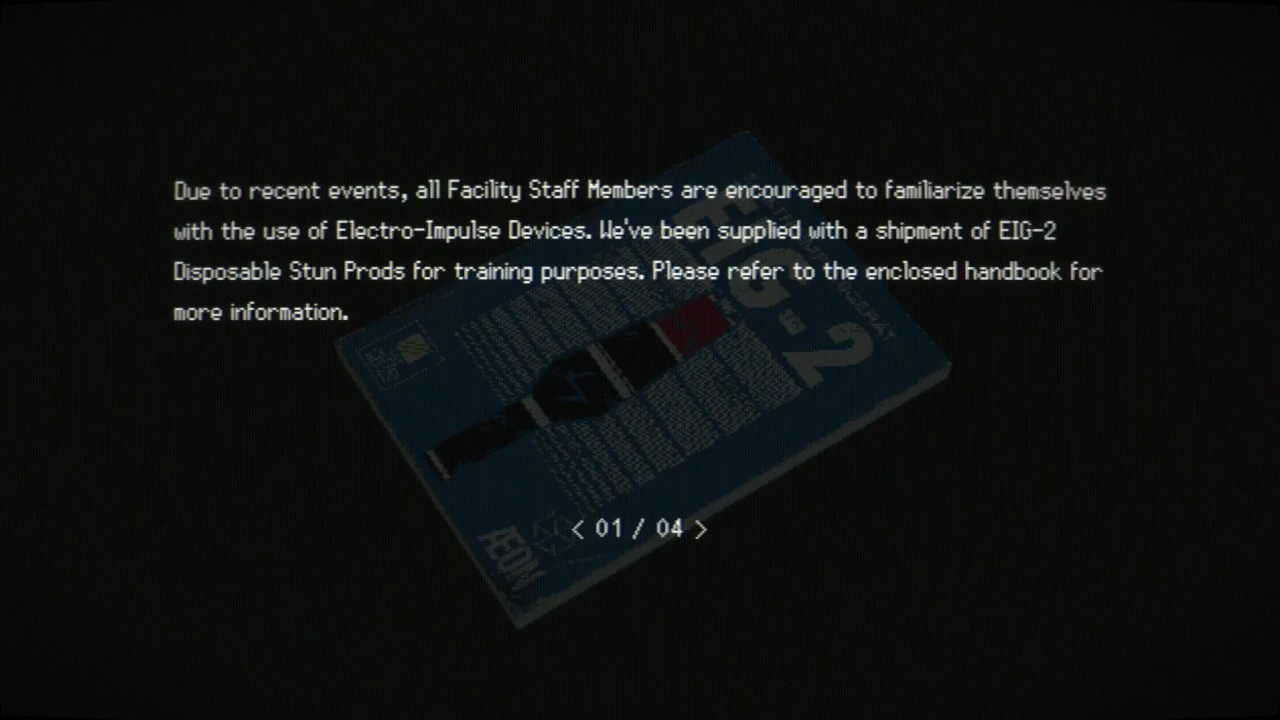 Due to recent events, all Facility Staff Members are encouraged to familiarize themselves
with the use of Electro-Impulse Devices. We've been supplied with a shipment of EIG-2
Disposable Stun Prods for training purposes. Please refer to the enclosed handbook for
more information.
EIG-2
ÆON
< 01 / 04 >